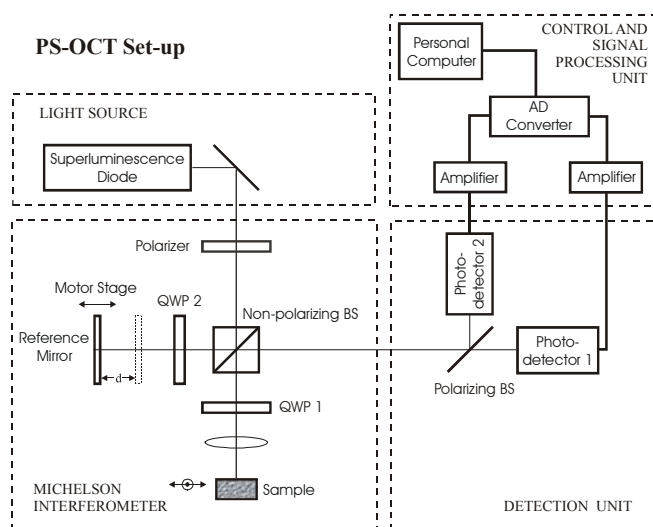 PS-OCT Set-up
CONTROL AND
SIGNAL
PROCESSING
UNIT
Personal
Computer
AD
Converter
Amplifier
Amplifier
LIGHT SOURCE
Superluminescence
Diode
Polarizer
Motor Stage
QWP 2
Non-polarizing BS
Reference
Mirror
d
QWP 1
Sample
MICHELSON
INTERFEROMETER
Photo-
detector 2
Photo-
detector 1
Polarizing BS
DETECTION UNIT